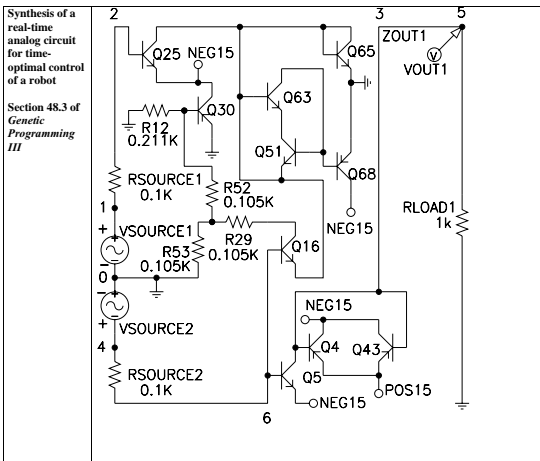 Synthesis of a
real-time
analog circuit
for time-
optimal control
of a robot
Section 48.3 of
Genetic
Programming
III
2
3
5
ZOUT1
V
VOUT1
Q25
NEG15
Q65
Q63
Q30
R12
0.211K
Q51
Q68
RSOURCE1
0.1K
R52
0.105K
NEG15
RLOAD1
1k
1
+
VSOURCE1
R29
0.105K
Q16
R53
0.105K
-
0
-
+
VSOURCE2
NEG15
4
Q4
Q43
Q5
RSOURCE2
0.1K
POS15
NEG15
6